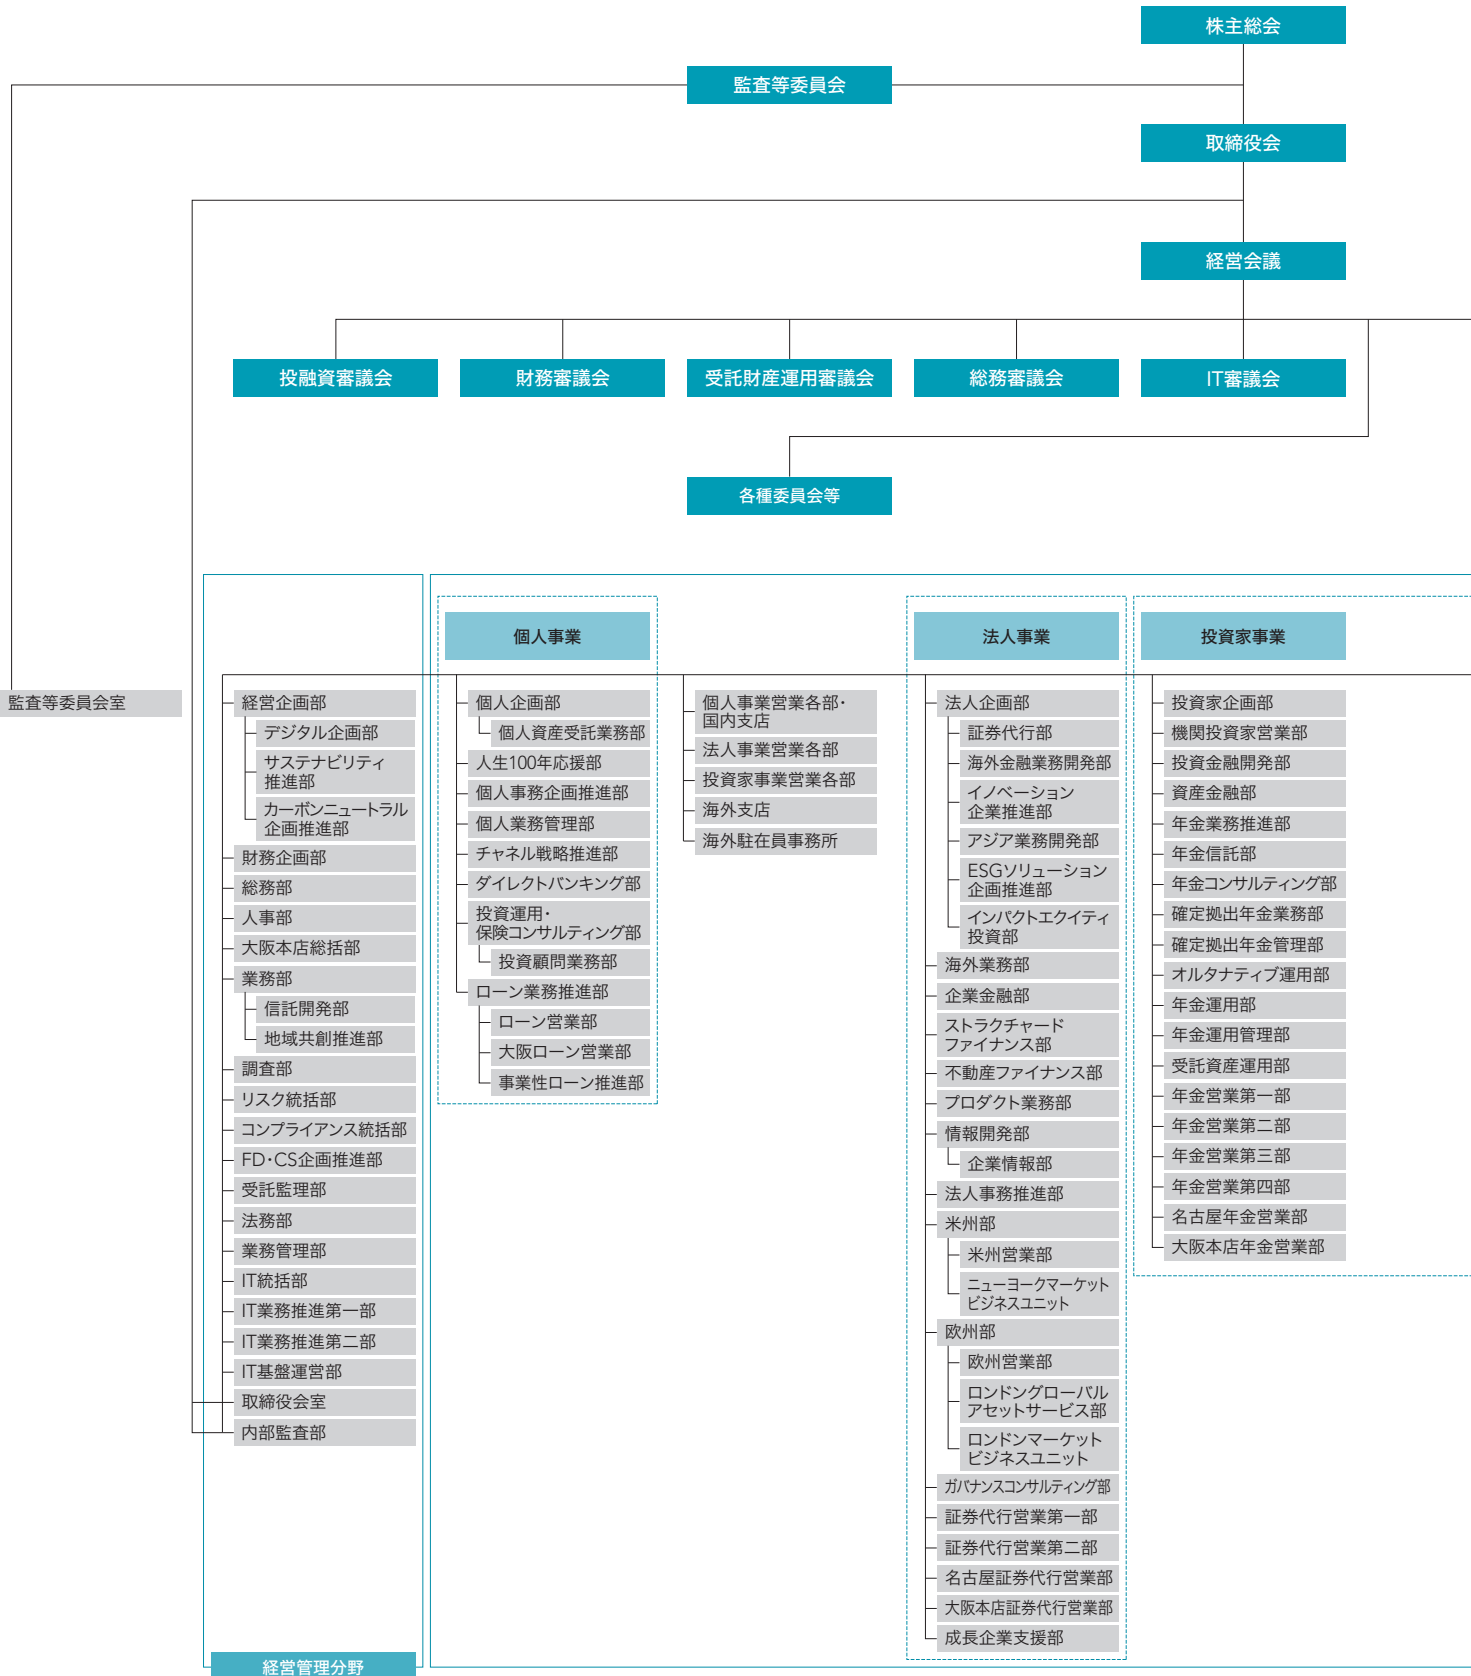 株主総会
監査等委員会
取締役会
経営会議
投融資審議会
財務審議会
受託財産運用審議会
総務審議会
IT審議会
各種委員会等
監査等委員会室
経営企画部
デジタル企画部
サステナビリティ
推進部
カーボンニュートラル
企画推進部
財務企画部
総務部
人事部
大阪本店総括部
業務部
信託開発部
地域共創推進部
調査部
リスク統括部
コンプライアンス統括部
FD・CS企画推進部
受託監理部
法務部
業務管理部
IT統括部
IT業務推進第一部
IT業務推進第二部
IT基盤運営部
取締役会室
内部監査部
経営管理分野
個人事業
個人企画部
個人資産受託業務部
人生100年応援部
個人事務企画推進部
個人業務管理部
チャネル戦略推進部
ダイレクトバンキング部
投資運用・
保険コンサルティング部
投資顧問業務部
ローン業務推進部
ローン営業部
大阪ローン営業部
事業性ローン推進部
個人事業営業各部・
国内支店
法人事業営業各部
投資家事業営業各部
海外支店
海外駐在員事務所
法人事業
法人企画部
証券代行部
海外金融業務開発部
イノベーション
企業推進部
アジア業務開発部
ESGソリューション
企画推進部
インパクトエクイティ
投資部
海外業務部
企業金融部
ストラクチャード
ファイナンス部
不動産ファイナンス部
プロダクト業務部
情報開発部
企業情報部
法人事務推進部
米州部
米州営業部
ニューヨークマーケット
ビジネスユニット
欧州部
欧州営業部
ロンドングローバル
アセットサービス部
ロンドンマーケット
ビジネスユニット
ガバナンスコンサルティング部
証券代行営業第一部
証券代行営業第二部
名古屋証券代行営業部
大阪本店証券代行営業部
成長企業支援部
投資家事業
投資家企画部
機関投資家営業部
投資金融開発部
資産金融部
年金業務推進部
年金信託部
年金コンサルティング部
確定拠出年金業務部
確定拠出年金管理部
オルタナティブ運用部
年金運用部
年金運用管理部
受託資産運用部
年金営業第一部
年金営業第二部
年金営業第三部
年金営業第四部
名古屋年金営業部
大阪本店年金営業部